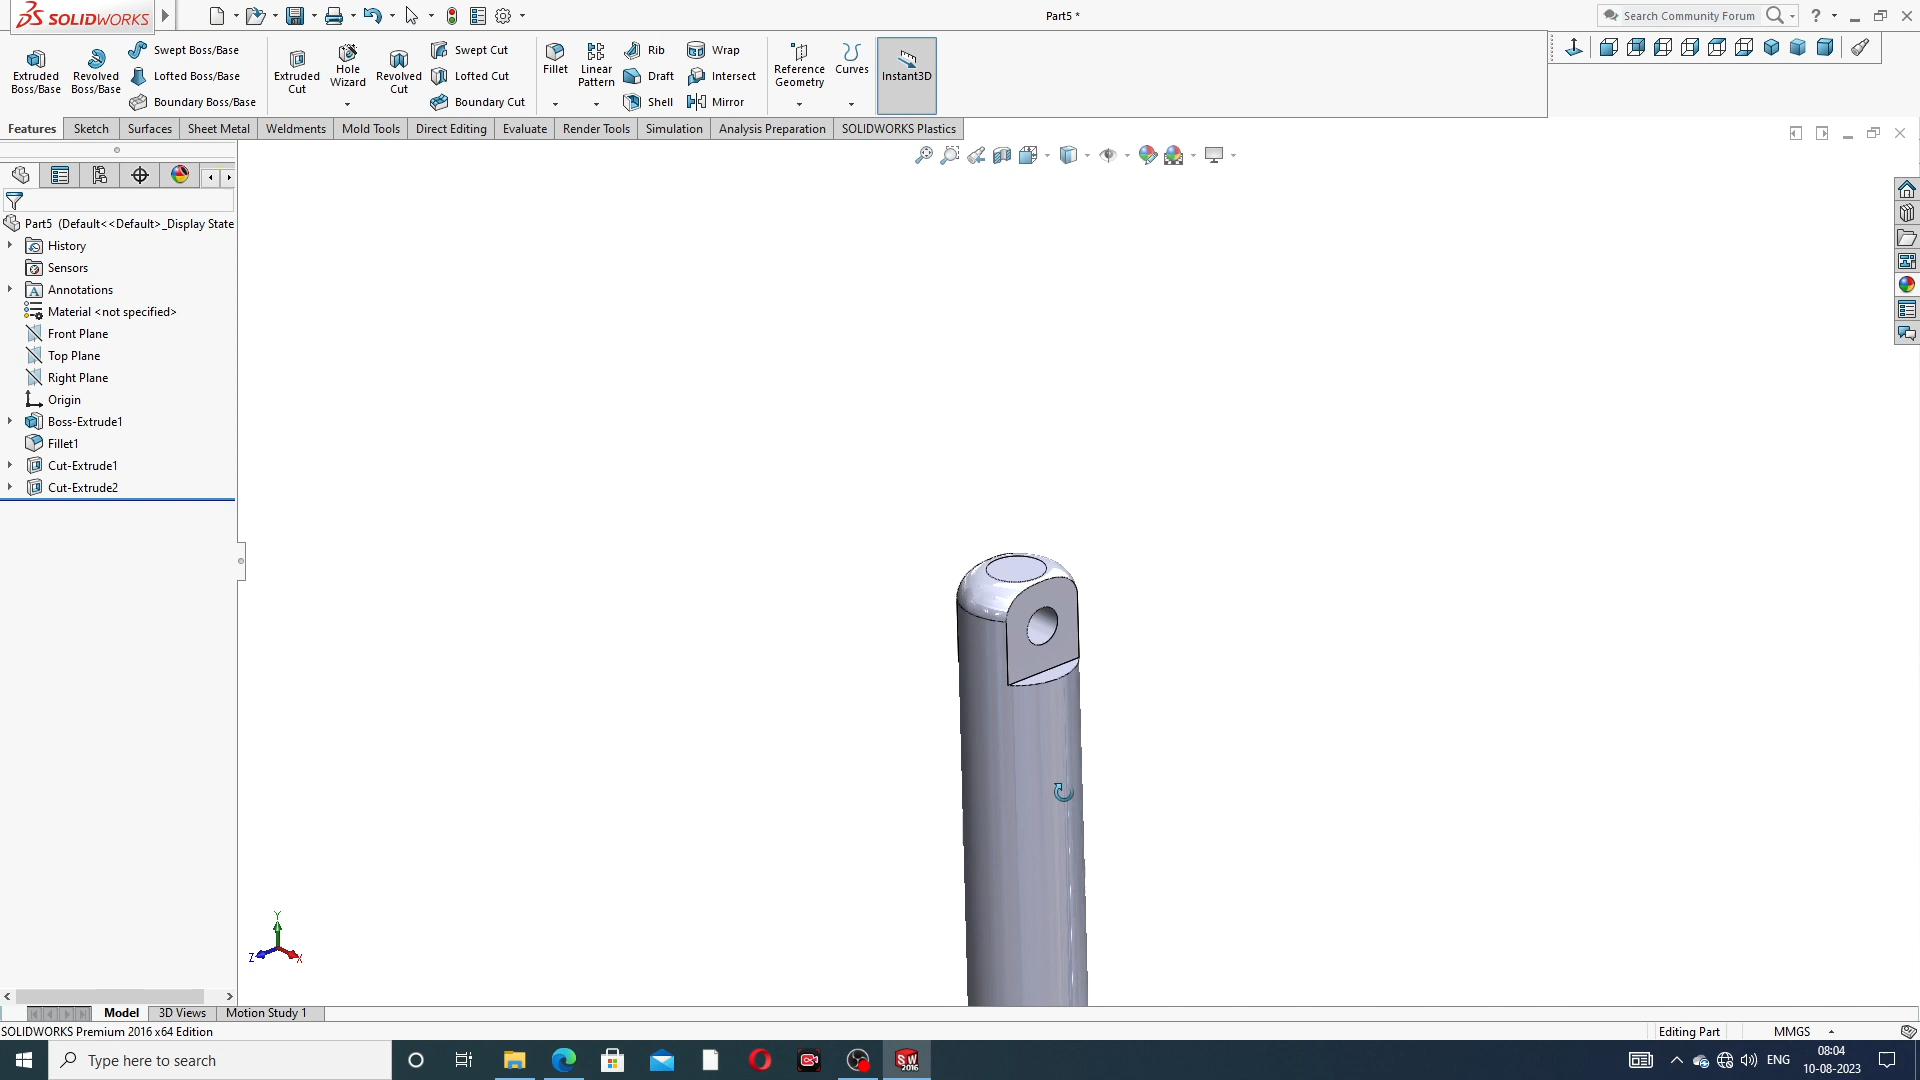 SOLIDWORKS
Part5 *
Search Community Forum
?
Extruded Boss/Base
Revolved Boss/Base
Swept Boss/Base
Lofted Boss/Base
Boundary Boss/Base
Extruded Cut
Hole Wizard
Revolved Cut
Swept Cut
Lofted Cut
Boundary Cut
Fillet
Linear Pattern
Rib
Draft
Shell
Wrap
Intersect
Mirror
Reference Geometry
Curves
Instant3D
Features
Sketch
Surfaces
Sheet Metal
Weldments
Mold Tools
Direct Editing
Evaluate
Render Tools
Simulation
Analysis Preparation
SOLIDWORKS Plastics
Part5 (Default<<Default>_Display State
History
Sensors
Annotations
Material <not specified>
Front Plane
Top Plane
Right Plane
Origin
Boss-Extrude1
Fillet1
Cut-Extrude1
Cut-Extrude2
Y
Z
X
Model
3D Views
Motion Study 1
SOLIDWORKS Premium 2016 x64 Edition
Editing Part
MMGS
Type here to search
SW
2016
ENG
08:04
10-08-2023